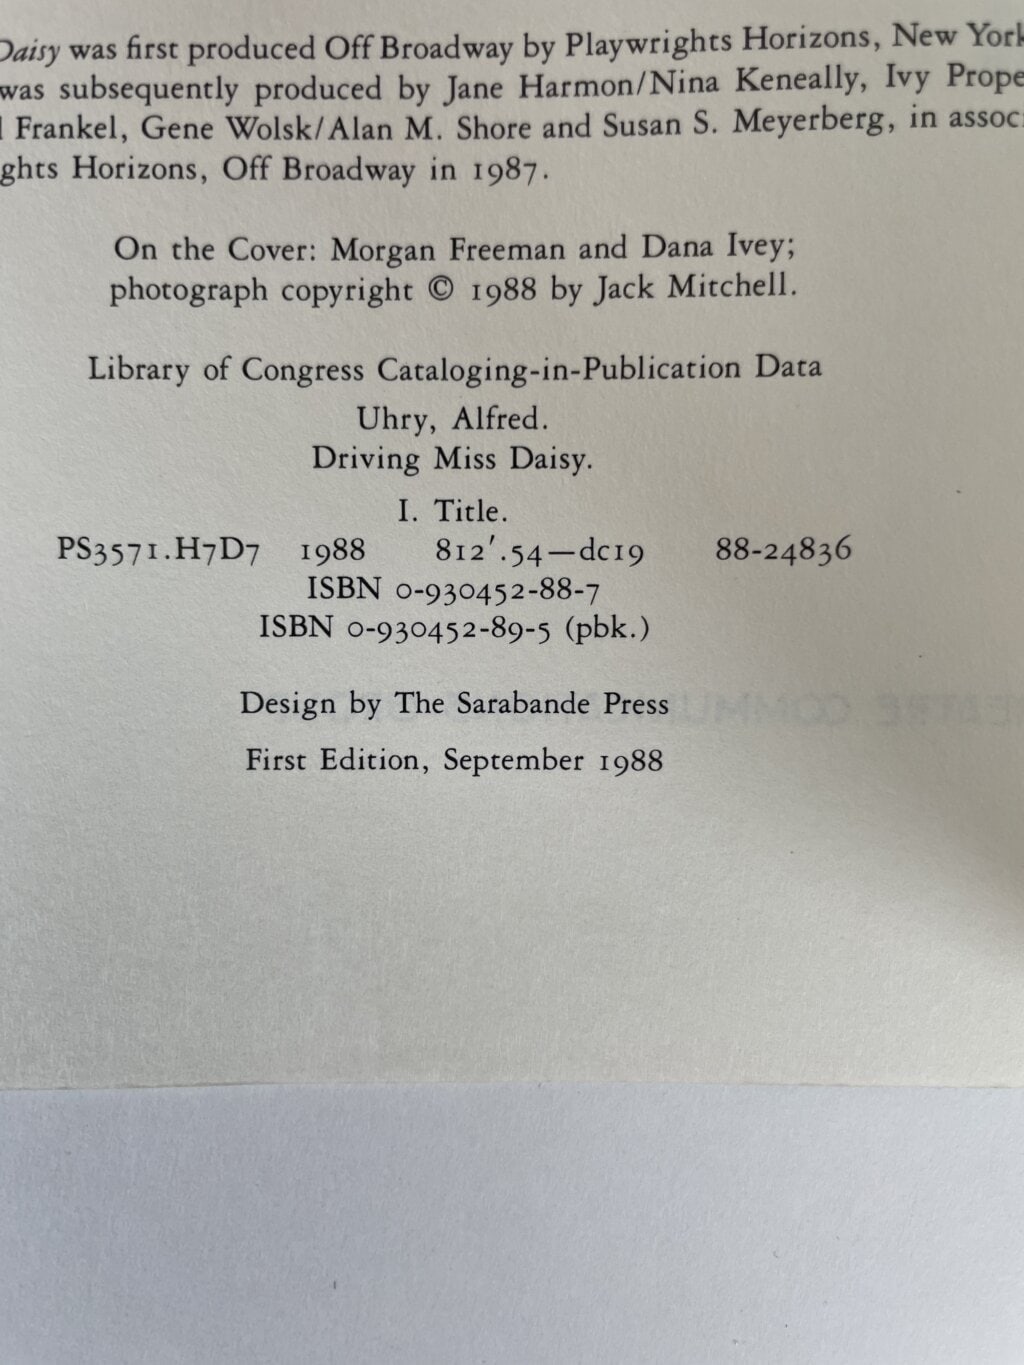 Daisy was first produced Off Broadway by Playwrights Horizons, New York
was subsequently produced by Jane Harmon/Nina Keneally, Ivy Prope
l Frankel, Gene Wolsk/Alan M. Shore and Susan S. Meyerberg, in assoc
ghts Horizons, Off Broadway in 1987.
On the Cover: Morgan Freeman and Dana Ivey;
photograph copyright © 1988 by Jack Mitchell.
Library of Congress Cataloging-in-Publication Data
Uhry, Alfred.
Driving Miss Daisy.
I. Title.
PS3571.H7D7 1988 812'.54—dc19 88-24836
ISBN 0-930452-88-7
ISBN 0-930452-89-5 (pbk.)
Design by The Sarabande Press
First Edition, September 1988